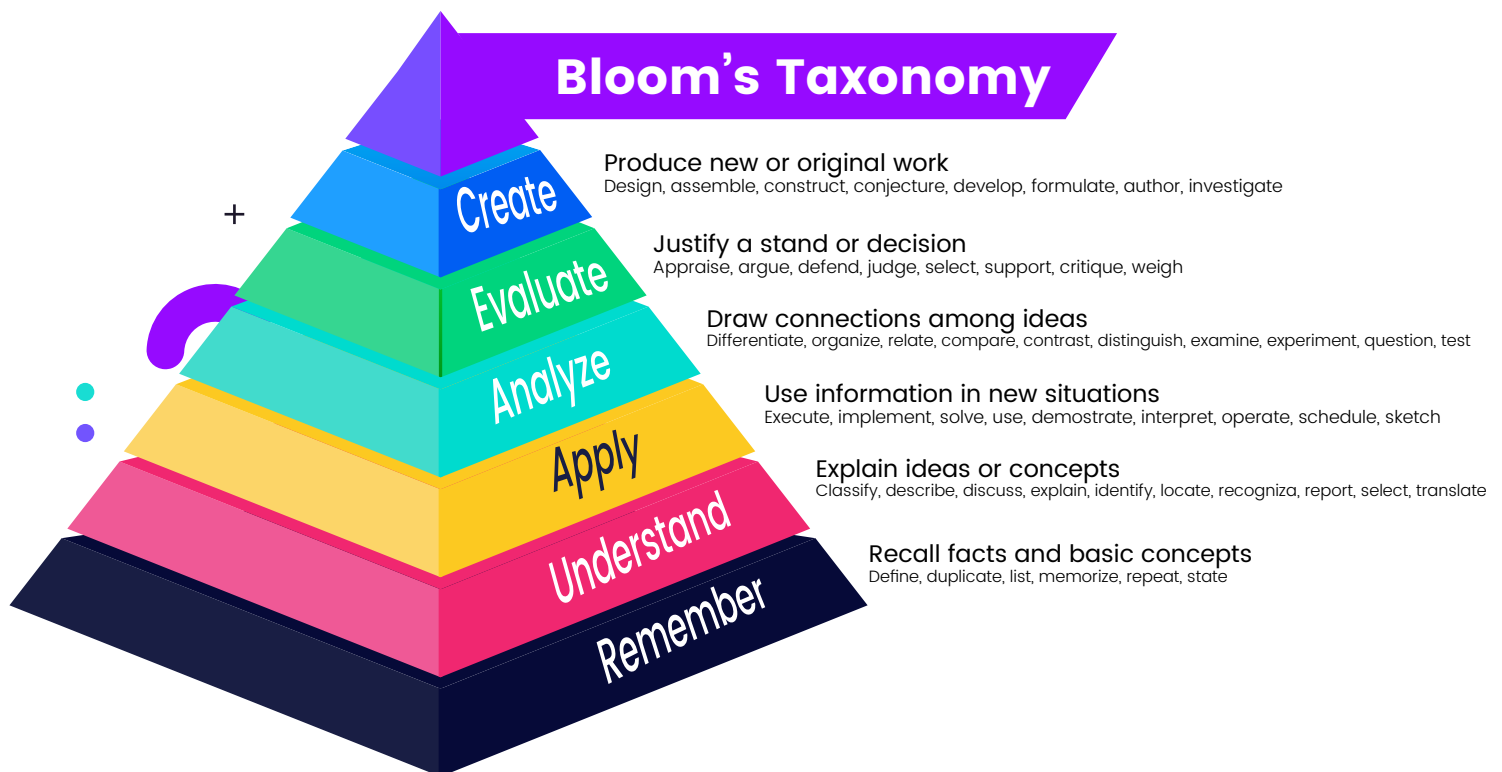 Bloom’s Taxonomy
Create
Produce new or original work
Design, assemble, construct, conjecture, develop, formulate, author, investigate
Evaluate
Justify a stand or decision
Appraise, argue, defend, judge, select, support, critique, weigh
Analyze
Draw connections among ideas
Differentiate, organize, relate, compare, contrast, distinguish, examine, experiment, question, test
Apply
Use information in new situations
Execute, implement, solve, use, demostrate, interpret, operate, schedule, sketch
Understand
Explain ideas or concepts
Classify, describe, discuss, explain, identify, locate, recogniza, report, select, translate
Remember
Recall facts and basic concepts
Define, duplicate, list, memorize, repeat, state